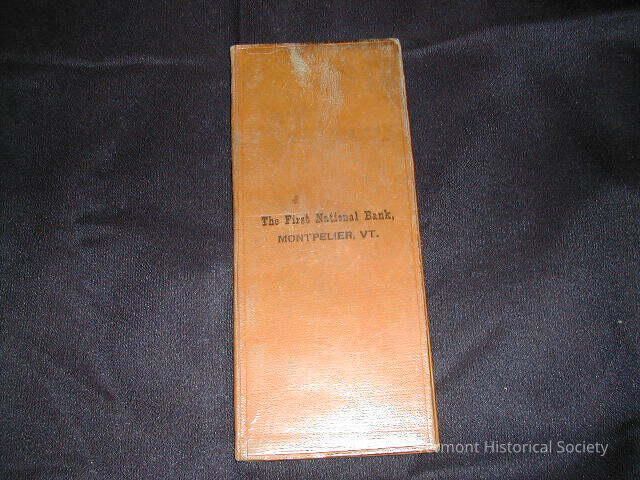 The First National Bank,
MONTPELIER, VT.
Vermont Historical Society